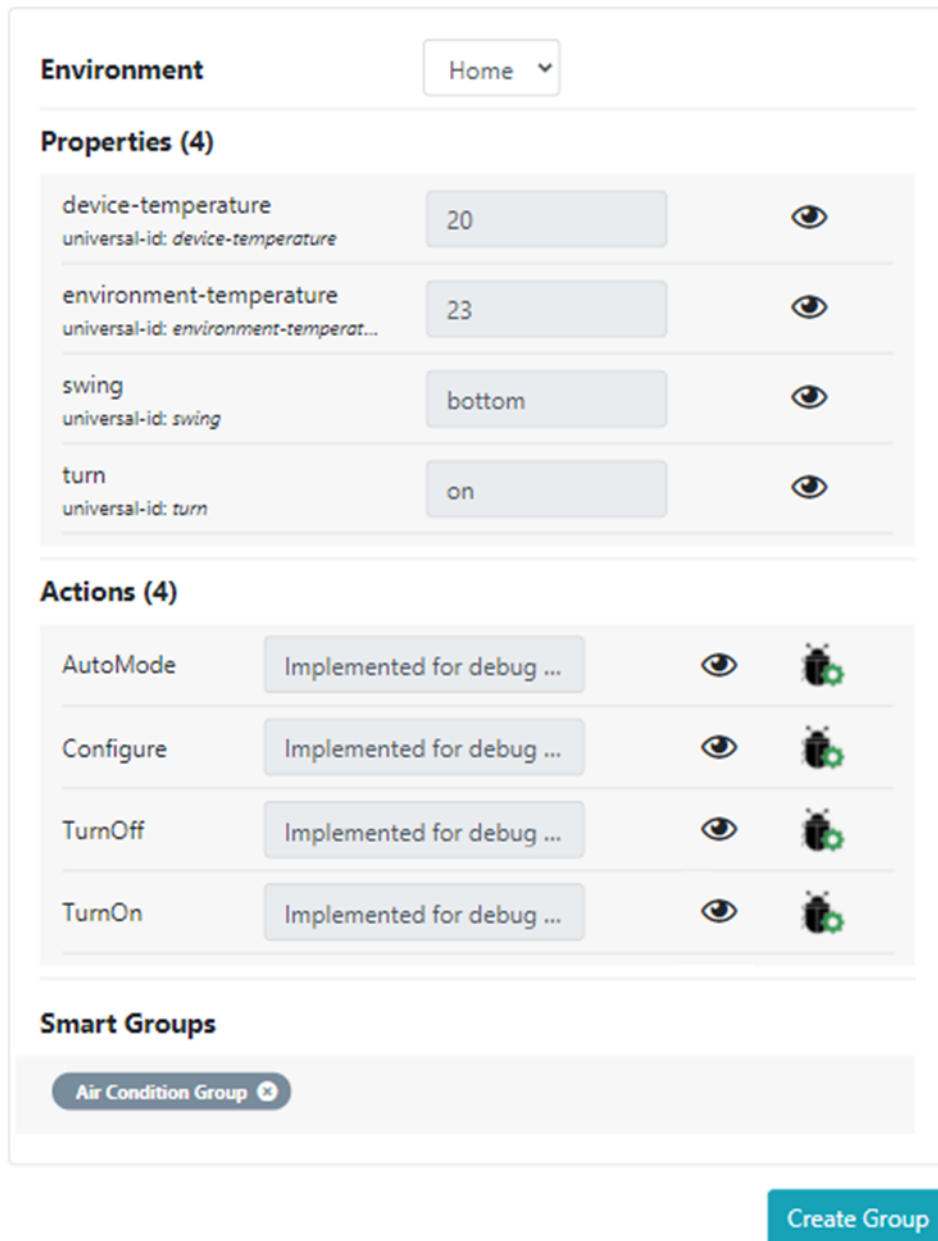 Environment
Home
Properties (4)
device-temperature
20
universal-id: device-temperature
environment-temperature
23
universal-id: environment-temperat...
swing
bottom
universal-id: swing
turn
on
universal-id: turn
Actions (4)
AutoMode
Implemented for debug ...
Configure
Implemented for debug ...
TurnOff
Implemented for debug ...
TurnOn
Implemented for debug ...
Smart Groups
Air Condition Group
Create Group